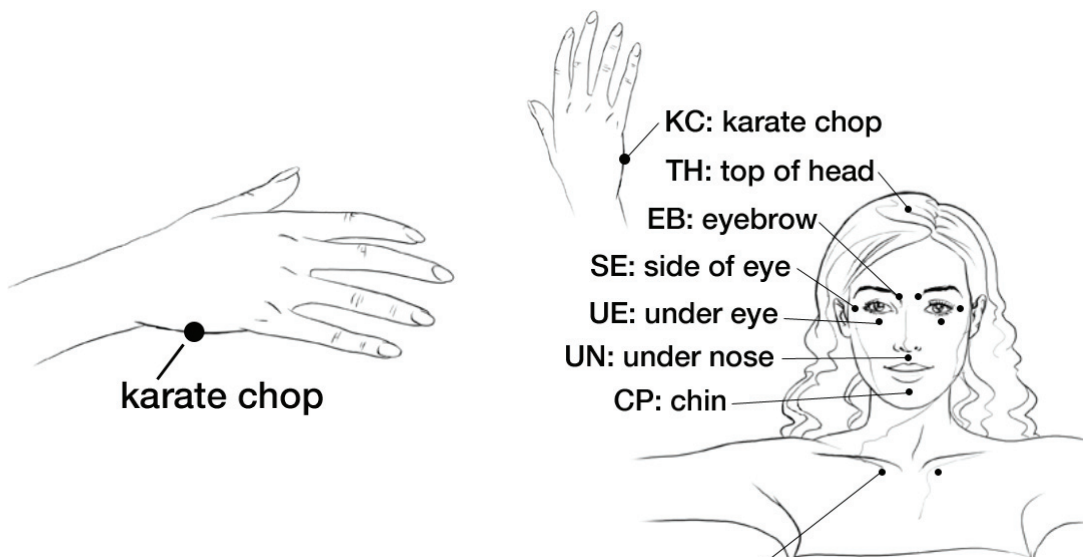 karate chop
KC: karate chop
TH: top of head
EB: eyebrow
SE: side of eye
UE: under eye
UN: under nose
CP: chin